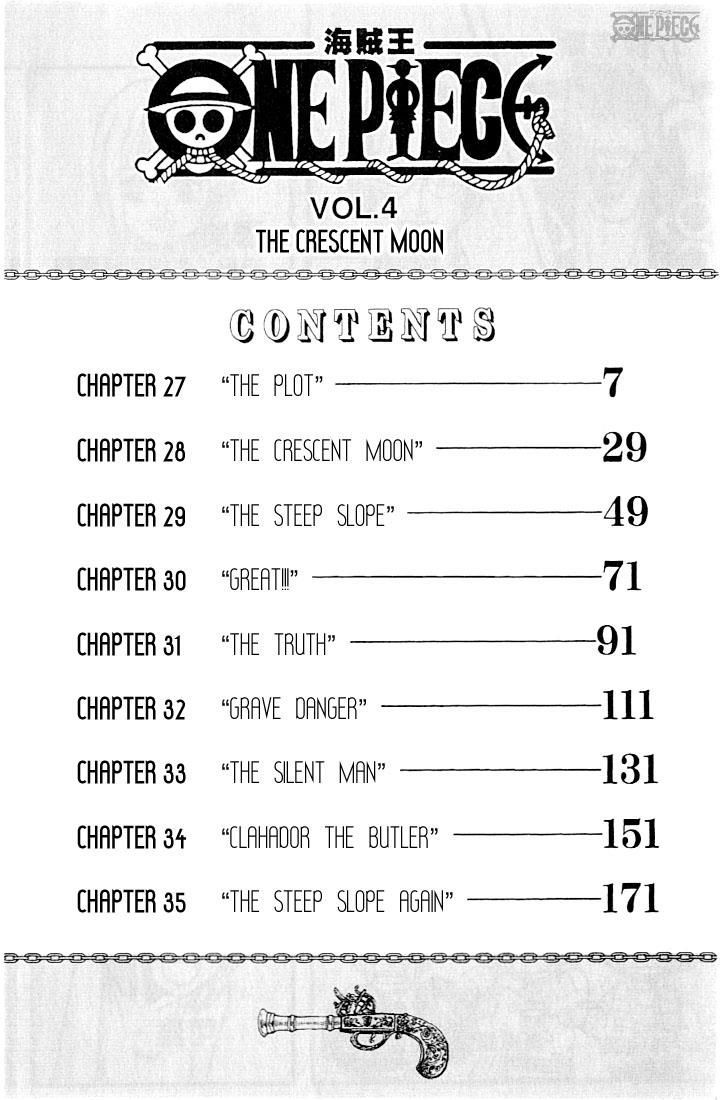 ONE PIECE
海賊王
ONE PIECE
VOL.4
THE CRESCENT MOON
CONTENTS
CHAPTER 27 “THE PLOT” 7
CHAPTER 28 “THE CRESCENT MOON” 29
CHAPTER 29 “THE STEEP SLOPE” 49
CHAPTER 30 “GREAT!!!” 71
CHAPTER 31 “THE TRUTH” 91
CHAPTER 32 “GRAVE DANGER” 111
CHAPTER 33 “THE SILENT MAN” 131
CHAPTER 34 “CLAHADOR THE BUTLER” 151
CHAPTER 35 “THE STEEP SLOPE AGAIN” 171